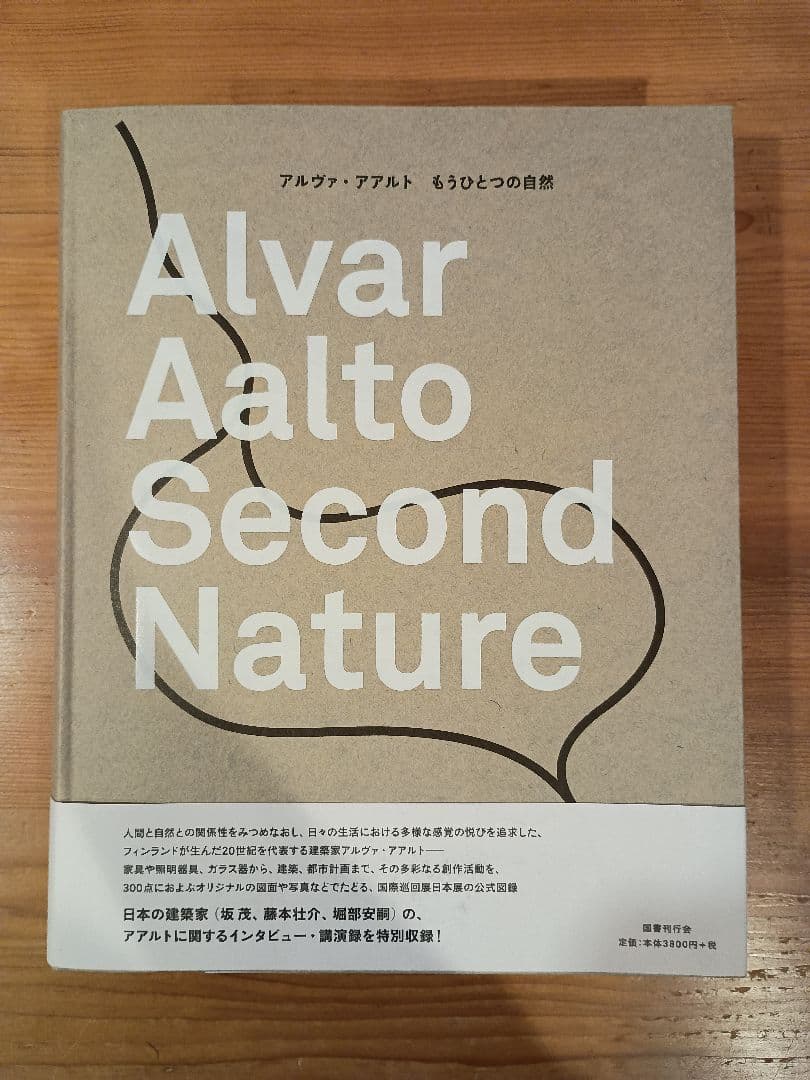 アルヴァ・アアルト　もうひとつの自然
Alvar
Aalto
Second
Nature
人間と自然との関係性をみつめなおし、日々の生活における多様な感覚の悦びを追求した、
フィンランドが生んだ20世紀を代表する建築家アルヴァ・アアルト——
家具や照明器具、ガラス器から、建築、都市計画まで、その多彩なる創作活動を、
300点におよぶオリジナルの図面や写真などでたどる、国際巡回展日本展の公式図録
日本の建築家（坂 茂、藤本壮介、堀部安嗣）の、
アアルトに関するインタビュー・講演録を特別収録！
国書刊行会
定価：本体3800円＋税